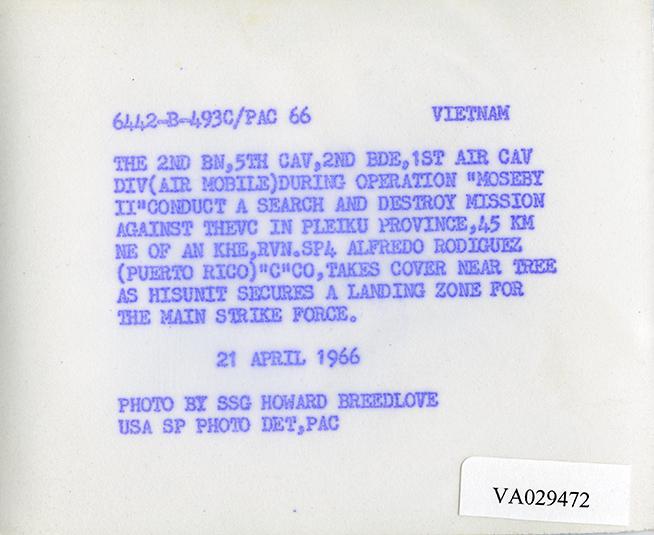 6442-B-493C/PAC 66 VIETNAM
THE 2ND BN,5TH CAV,2ND BDE,1ST AIR CAV
DIV(AIR MOBILE)DURING OPERATION "MOSEBY
II"CONDUCT A SEARCH AND DESTROY MISSION
AGAINST THEVC IN PLEIKU PROVINCE,45 KM
NE OF AN KHE,RVN.SP4 ALFREDO RODIGUEZ
(PUERTO RICO)"C"CO,TAKES COVER NEAR TREE
AS HISUNIT SECURES A LANDING ZONE FOR
THE MAIN STRIKE FORCE.
21 APRIL 1966
PHOTO BY SSG HOWARD BREEDLOVE
USA SP PHOTO DET,PAC
VA029472